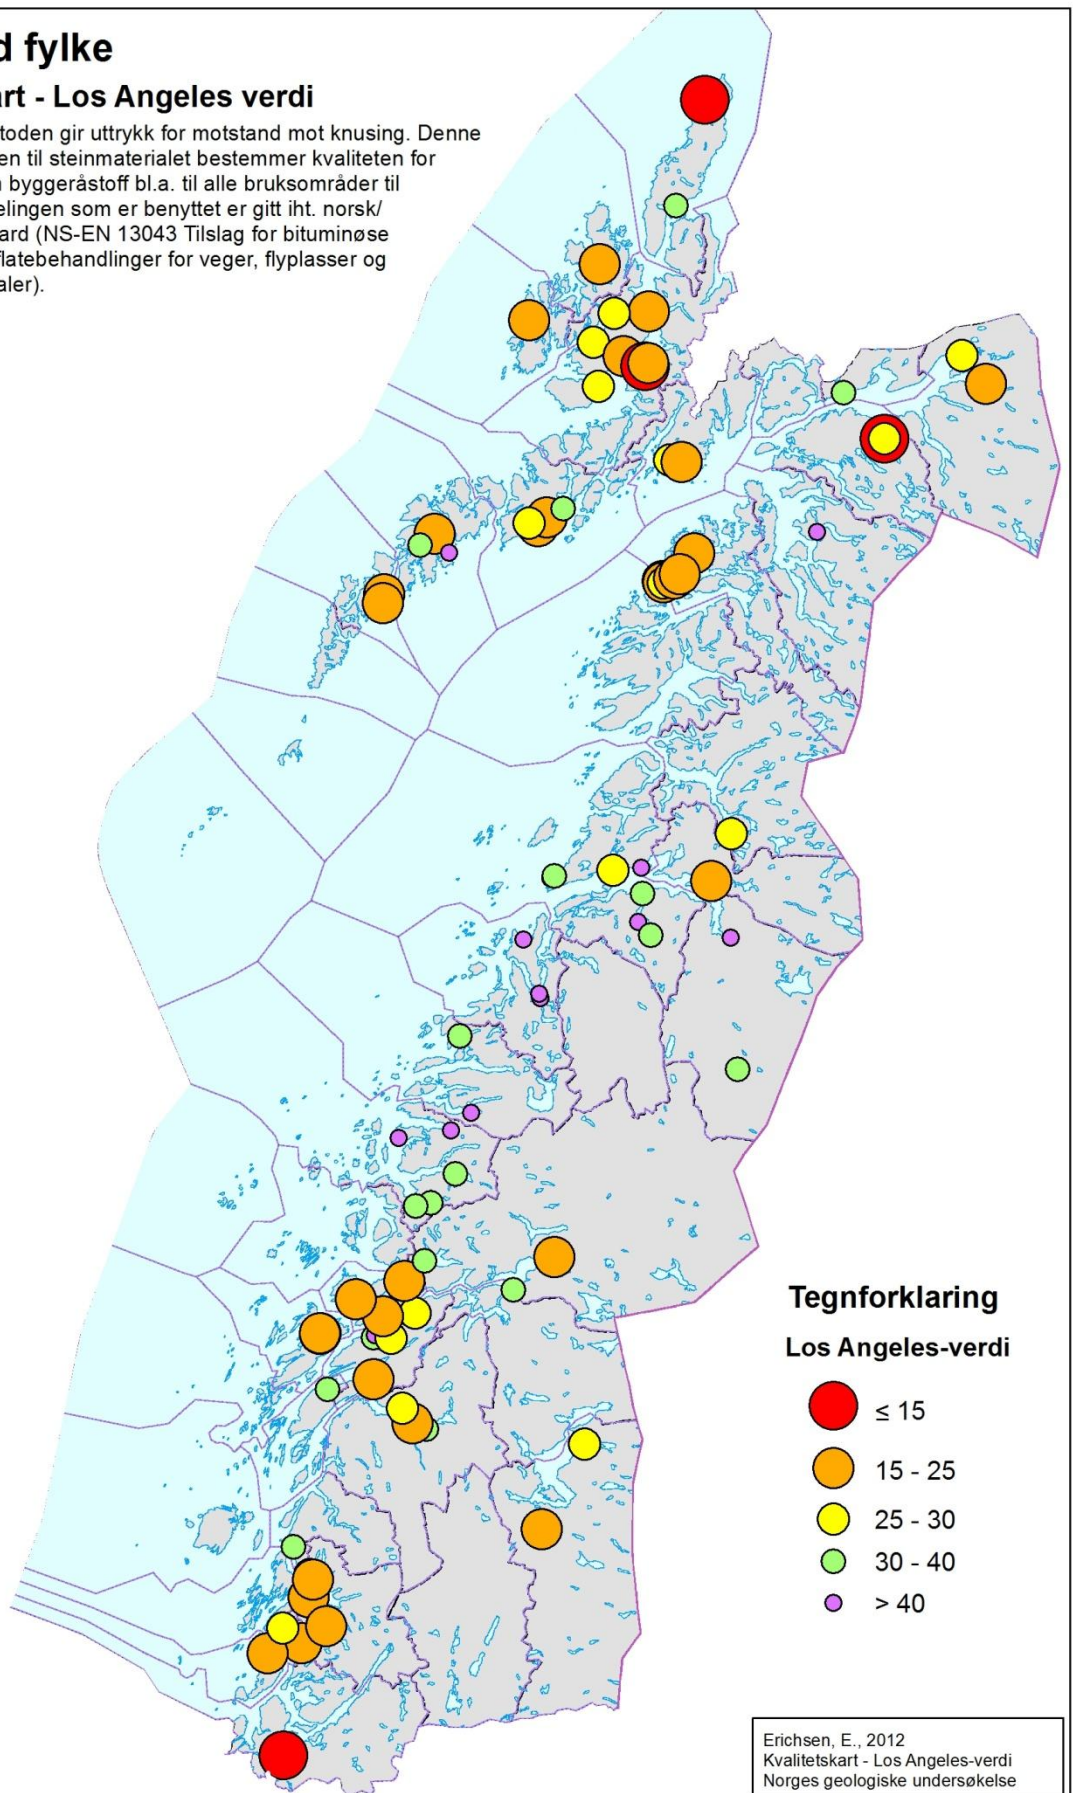 d fylke
art - Los Angeles verdi
toden gir uttrykk for motstand mot knusing. Denne
en til steinmaterialet bestemmer kvaliteten for
n byggeråstoff bl.a. til alle bruksområder til
elingen som er benyttet er gitt iht. norsk/
ard (NS-EN 13043 Tilslag for bituminøse
flatebehandlinger for veger, flyplasser og
aler).
Tegnforklaring
Los Angeles-verdi
≤ 15
15 - 25
25 - 30
30 - 40
> 40
Erichsen, E., 2012
Kvalitetskart - Los Angeles-verdi
Norges geologiske undersøkelse